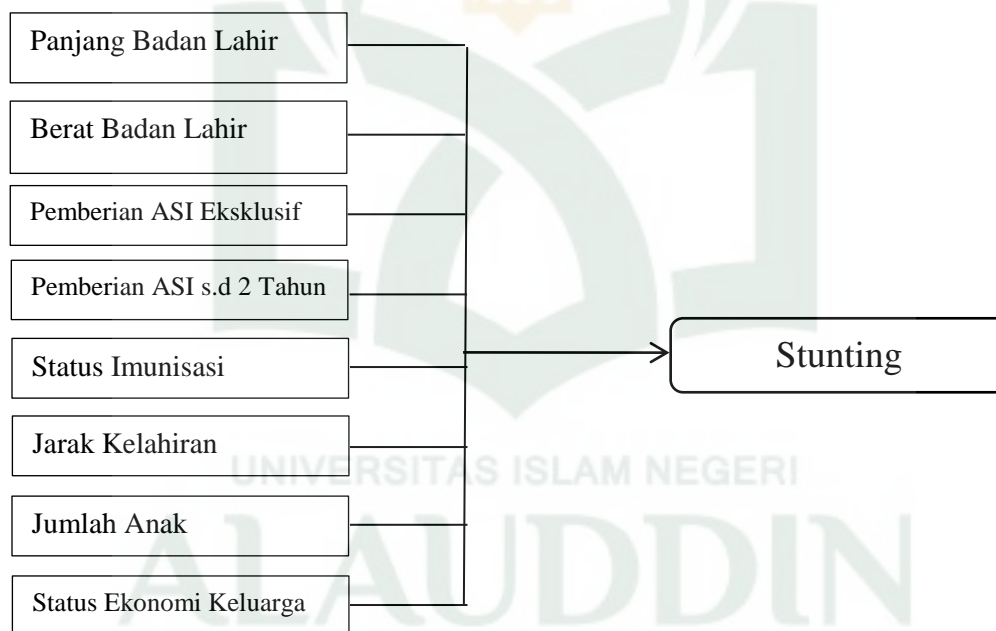 Panjang Badan Lahir
Berat Badan Lahir
Pemberian ASI Eksklusif
Pemberian ASI s.d 2 Tahun
Status Imunisasi
Jarak Kelahiran
Jumlah Anak
Status Ekonomi Keluarga
Stunting
UNIVERSITAS ISLAM NEGERI
ALAUDDIN